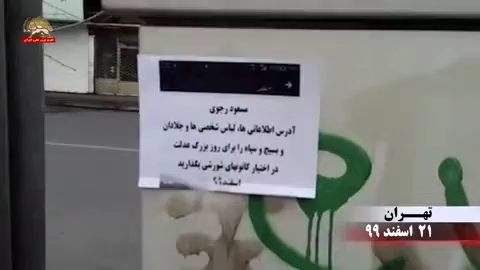 مسعود رجوی
آدرس اطلاعاتی ها، لباس شخصی ها و جلادان
و بسیج و سپاه را برای روز بزرگ عدالت
در اختیار کانونهای شورشی بگذارید
اسفند۹۹
تهـــران
۲۱ اسفند ۹۹